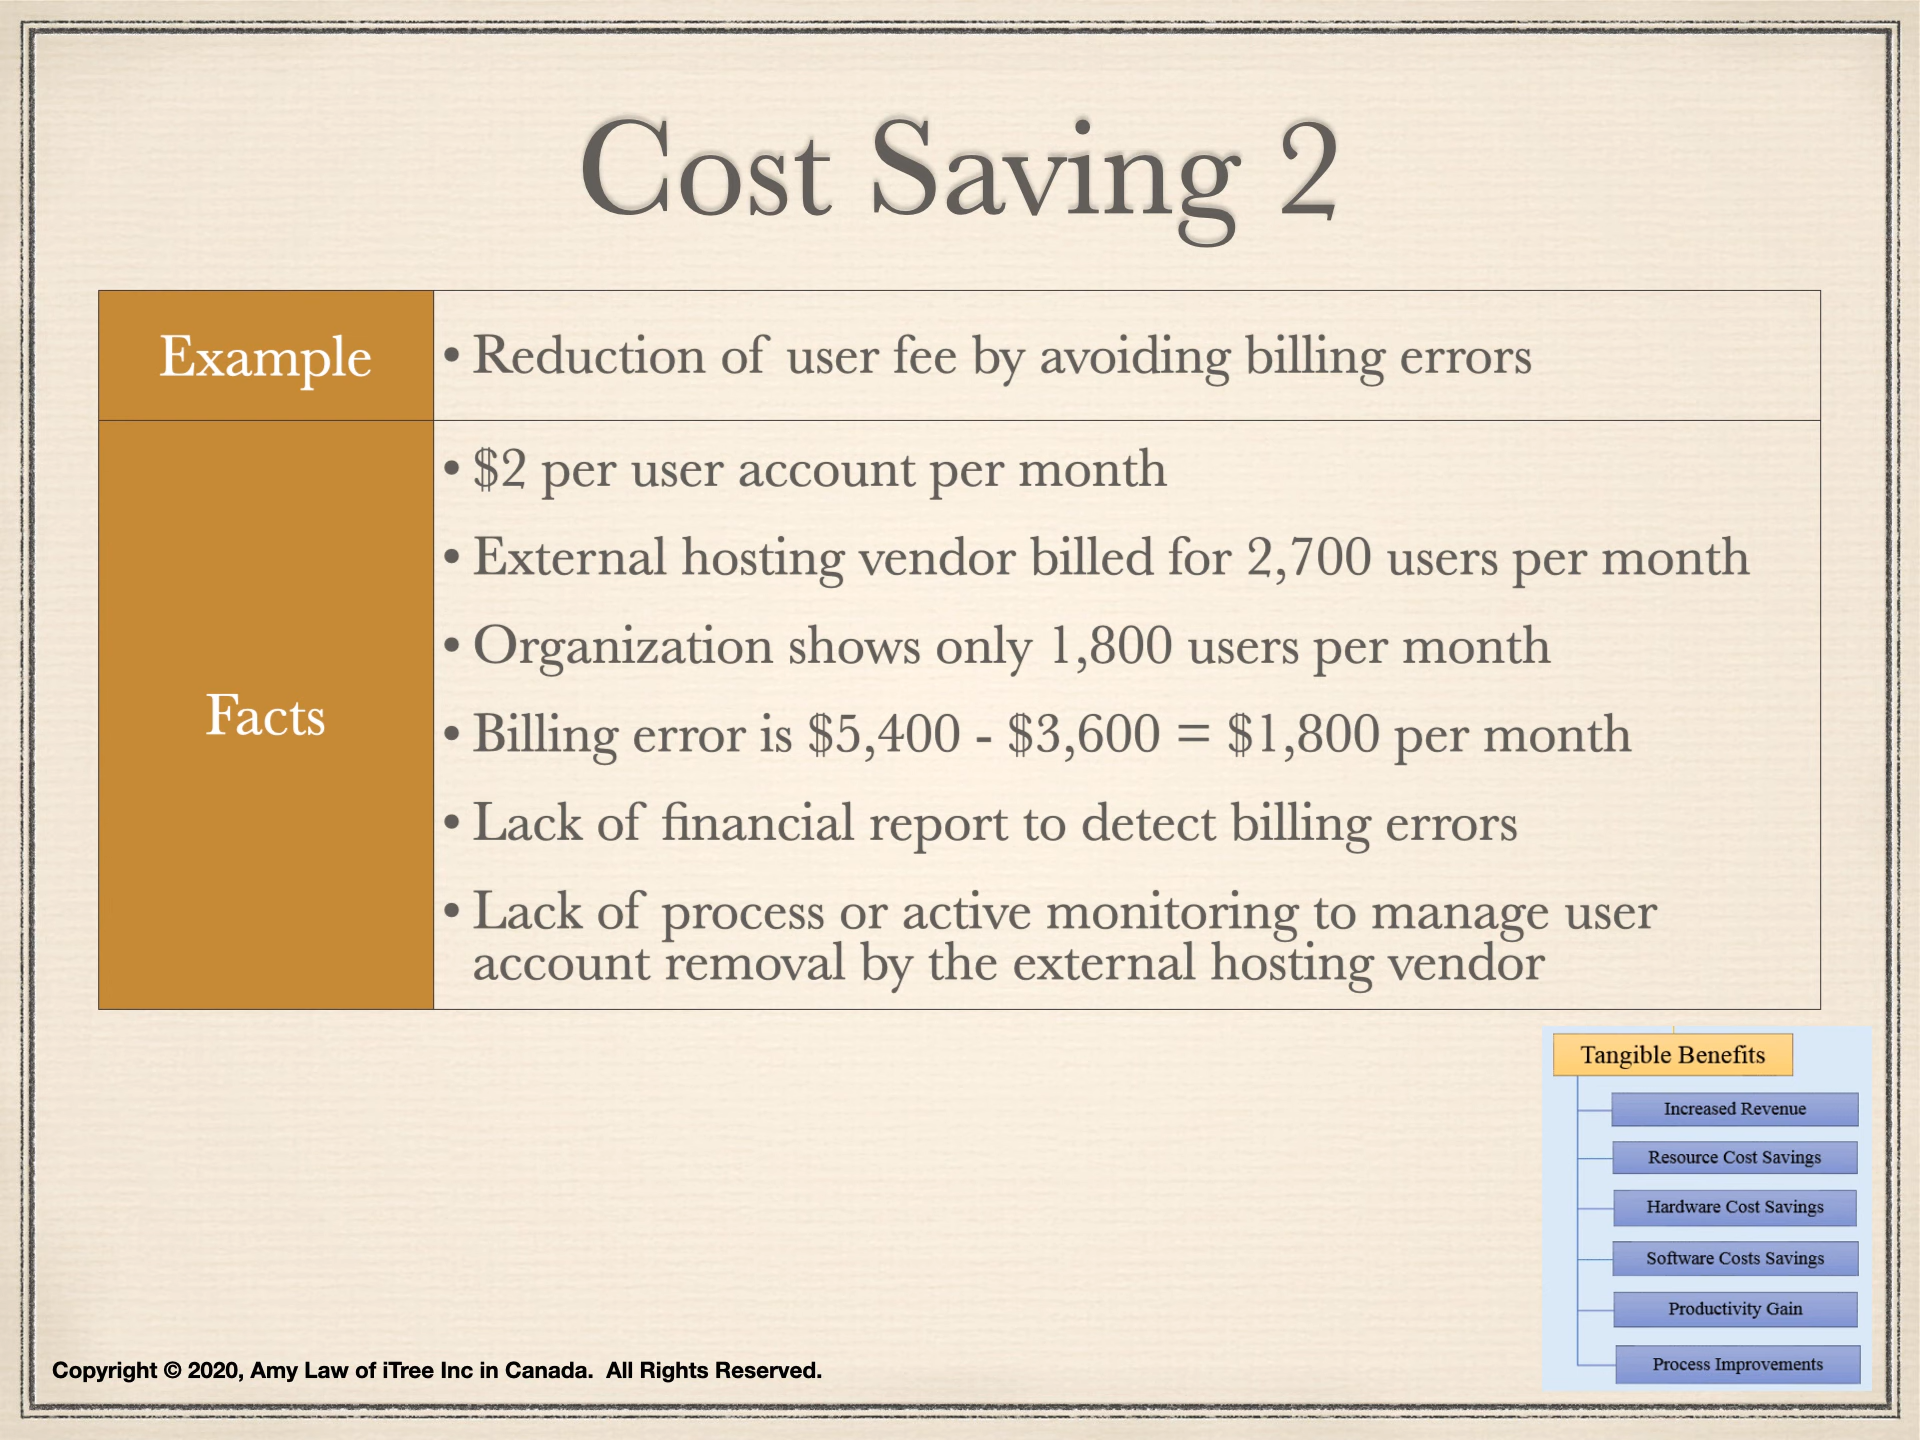 Cost Saving 2
Example
• Reduction of user fee by avoiding billing errors
Facts
• $2 per user account per month
• External hosting vendor billed for 2,700 users per month
• Organization shows only 1,800 users per month
• Billing error is $5,400 - $3,600 = $1,800 per month
• Lack of financial report to detect billing errors
• Lack of process or active monitoring to manage user
account removal by the external hosting vendor
Tangible Benefits
Increased Revenue
Resource Cost Savings
Hardware Cost Savings
Software Costs Savings
Productivity Gain
Process Improvements
Copyright © 2020, Amy Law of iTree Inc in Canada.  All Rights Reserved.